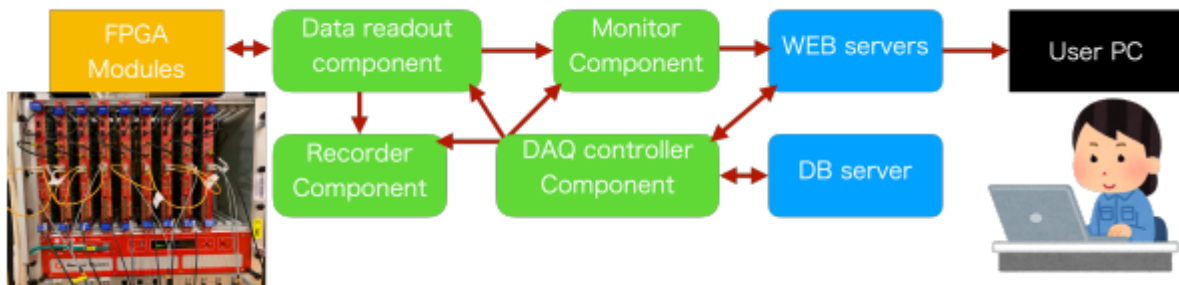 FPGA
Modules
Data readout
component
Monitor
Component
WEB servers
User PC
Recorder
Component
DAQ controller
Component
DB server